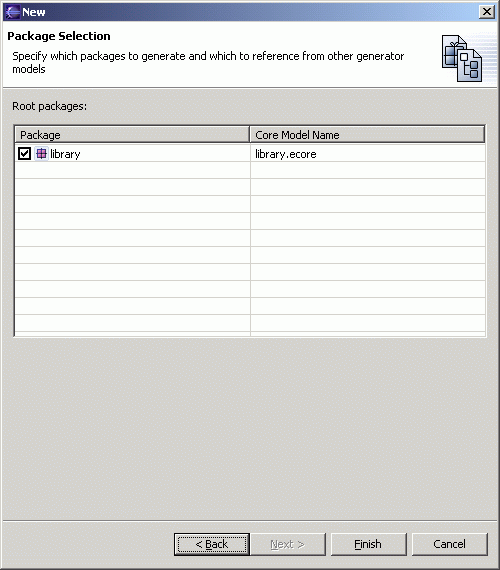 New
Package Selection
Specify which packages to generate and which to reference from other generator
models
Root packages:
Package Core Model Name
library library.ecore
< Back Next > Finish Cancel